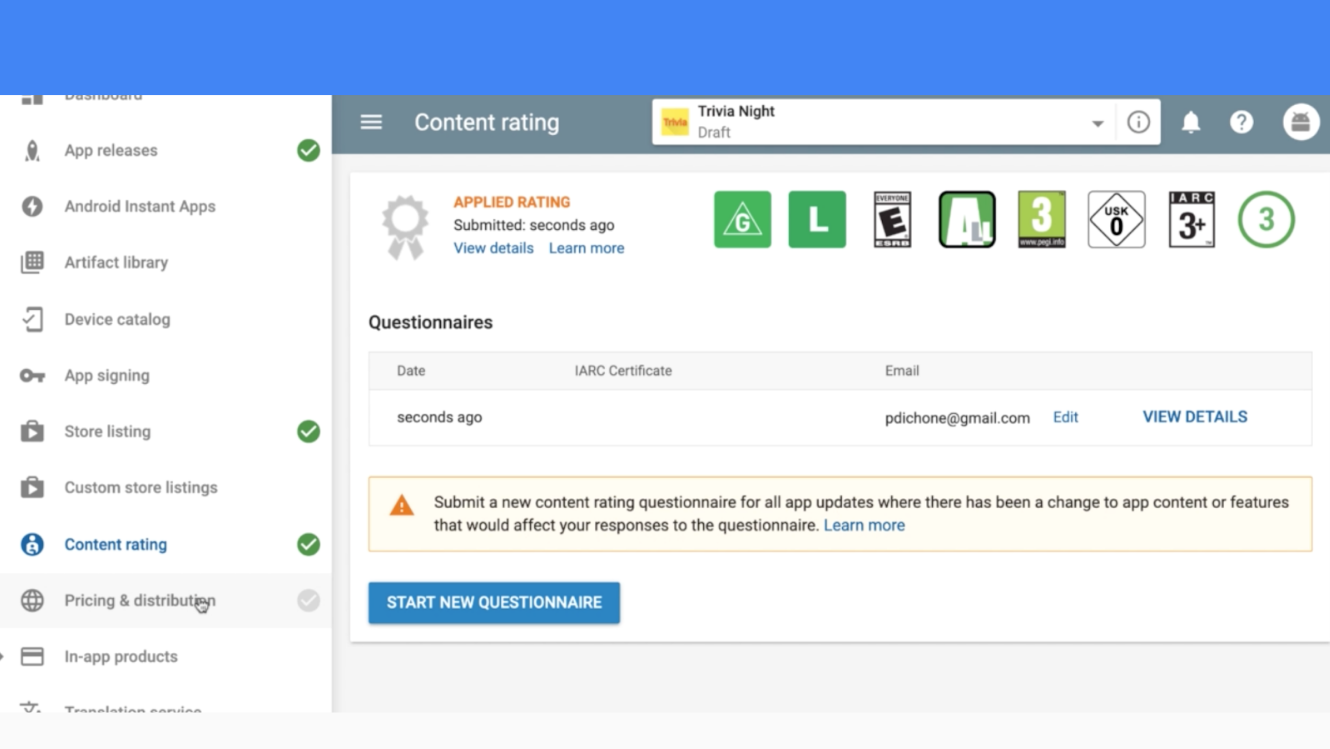 Dashboard
App releases
Android Instant Apps
Artifact library
Device catalog
App signing
Store listing
Custom store listings
Content rating
Pricing & distribution
In-app products
Translation service
Content rating
Trivia
Trivia Night
Draft
APPLIED RATING
Submitted: seconds ago
View details Learn more
G
L
EVERYONE
E
ESRB
A
LL
3
www.pegi.info
USK
0
IARC
3+
3
Questionnaires
Date IARC Certificate Email
seconds ago pdichone@gmail.com Edit VIEW DETAILS
Submit a new content rating questionnaire for all app updates where there has been a change to app content or features
that would affect your responses to the questionnaire. Learn more
START NEW QUESTIONNAIRE